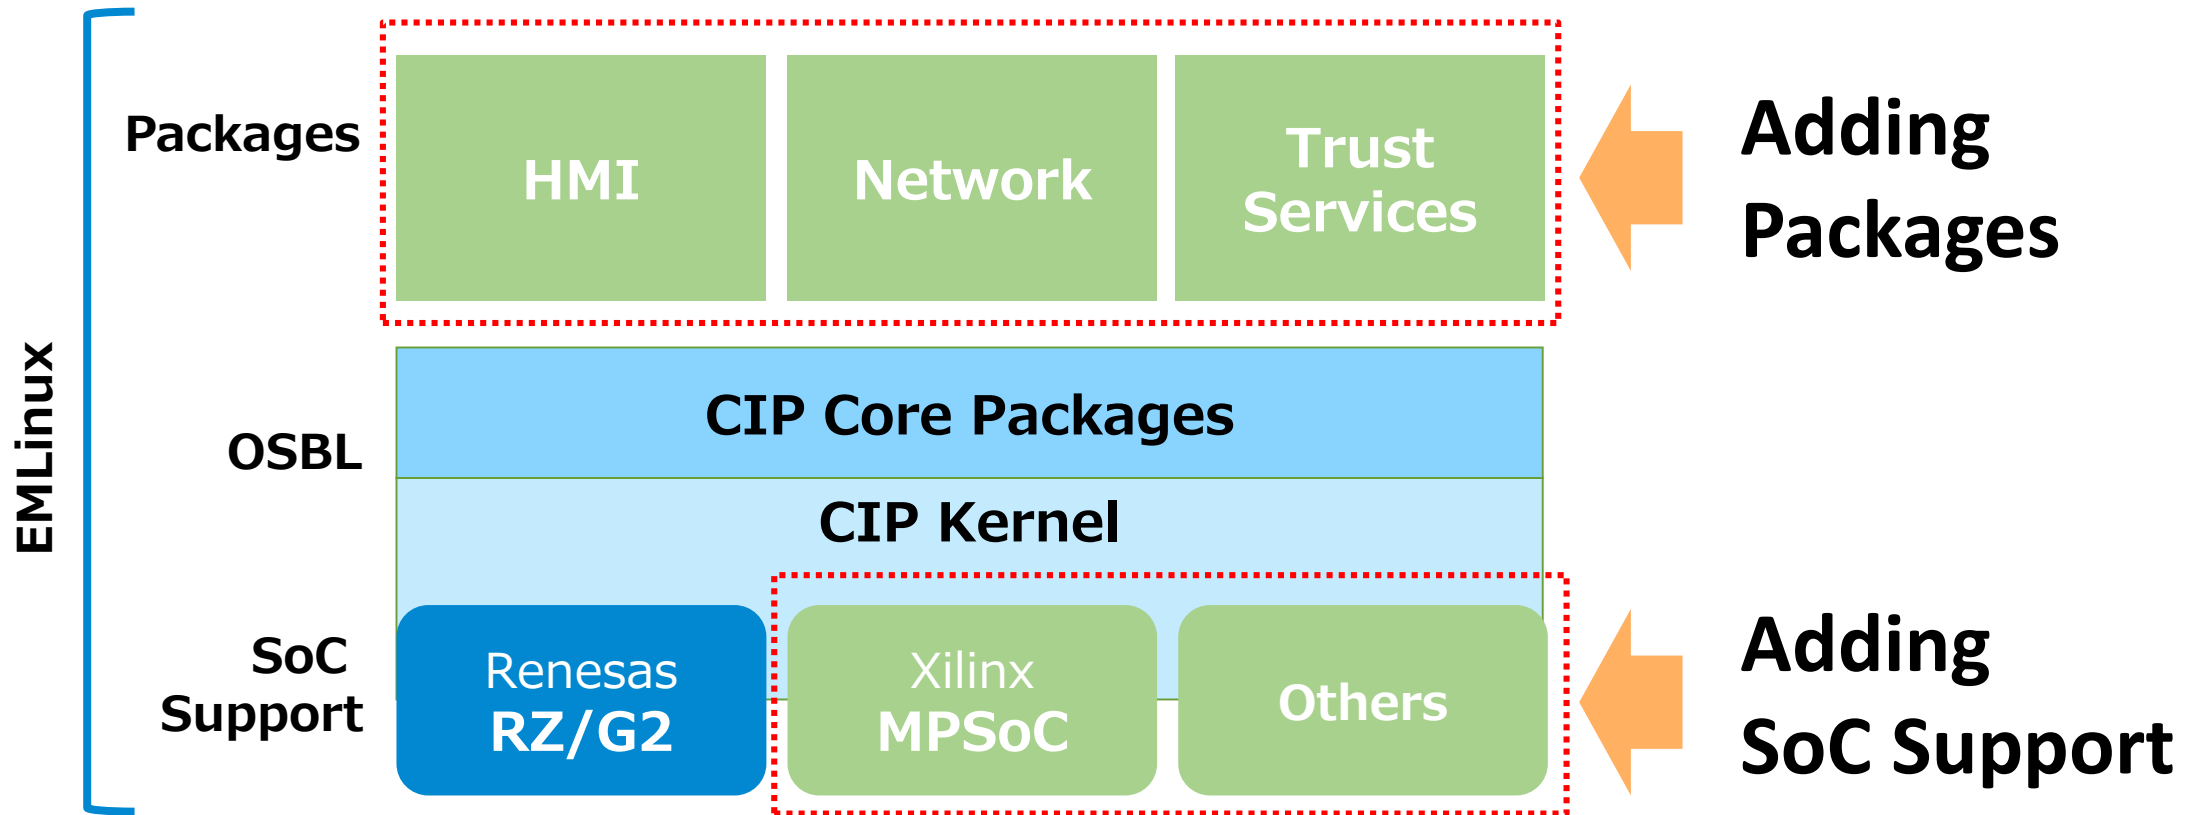 EMLinux
Packages
HMI
Network
Trust
Services
Adding
Packages
OSBL
CIP Core Packages
CIP Kernel
SoC
Support
Renesas
RZ/G2
Xilinx
MPSoC
Others
Adding
SoC Support